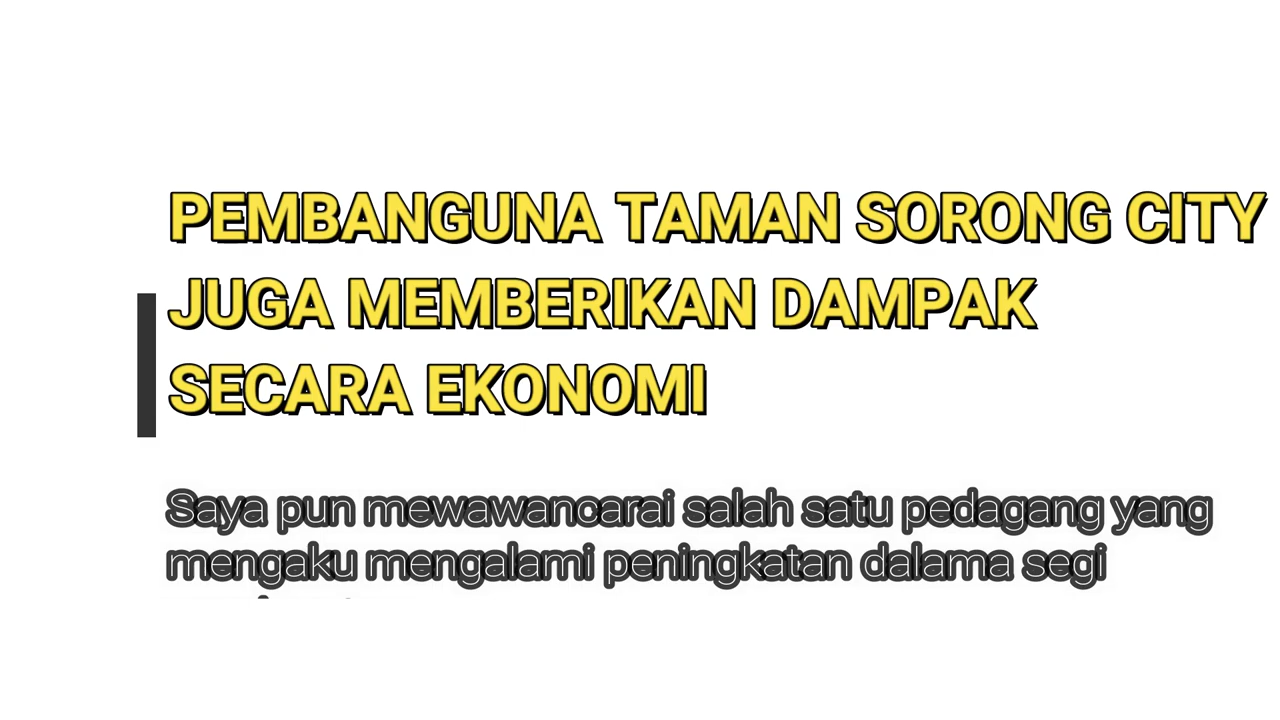 PEMBANGUNA TAMAN SORONG CITY
JUGA MEMBERIKAN DAMPAK
SECARA EKONOMI
Saya pun mewawancarai salah satu pedagang yang
mengaku mengalami peningkatan dalama segi